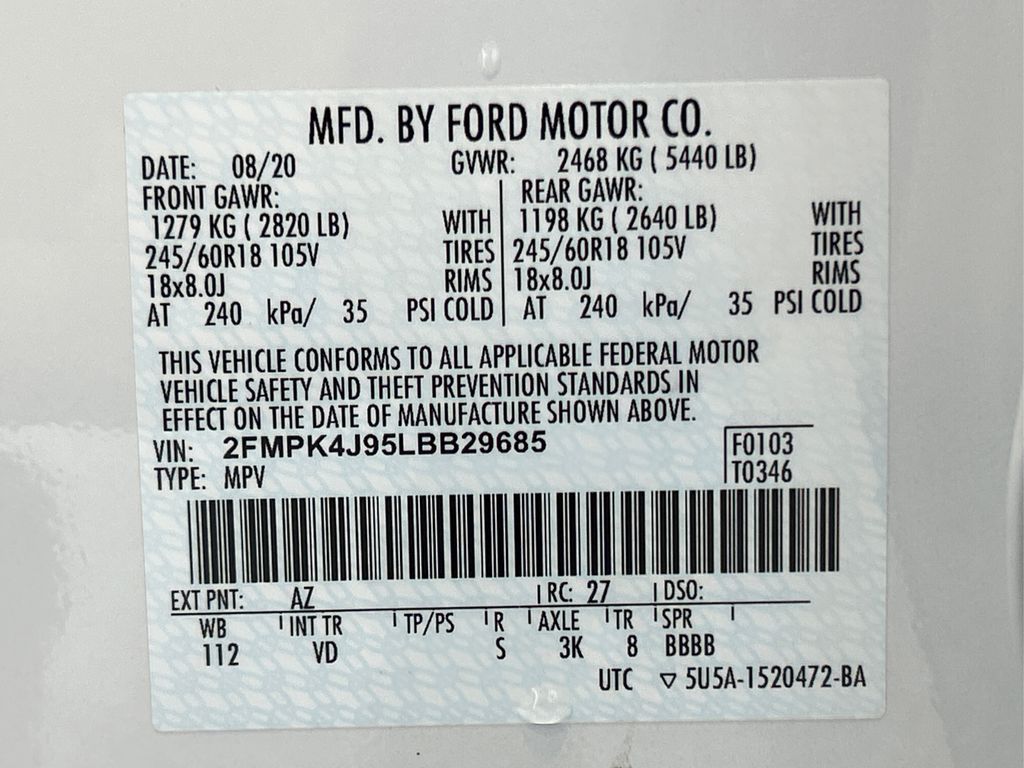 MFD. BY FORD MOTOR CO.
DATE: 08/20 GVWR: 2468 KG ( 5440 LB)
FRONT GAWR: REAR GAWR:
1279 KG ( 2820 LB) WITH 1198 KG ( 2640 LB) WITH
245/60R18 105V TIRES 245/60R18 105V TIRES
18x8.0J RIMS 18x8.0J RIMS
AT 240 kPa/ 35 PSI COLD AT 240 kPa/ 35 PSI COLD
THIS VEHICLE CONFORMS TO ALL APPLICABLE FEDERAL MOTOR
VEHICLE SAFETY AND THEFT PREVENTION STANDARDS IN
EFFECT ON THE DATE OF MANUFACTURE SHOWN ABOVE.
VIN: 2FMPK4J95LBB29685 F0103
TYPE: MPV T0346
EXT PNT: AZ RC: 27 DSO:
WB INT TR TP/PS R AXLE TR SPR
112 VD S 3K 8 BBBB
UTC ▽ 5U5A-1520472-BA